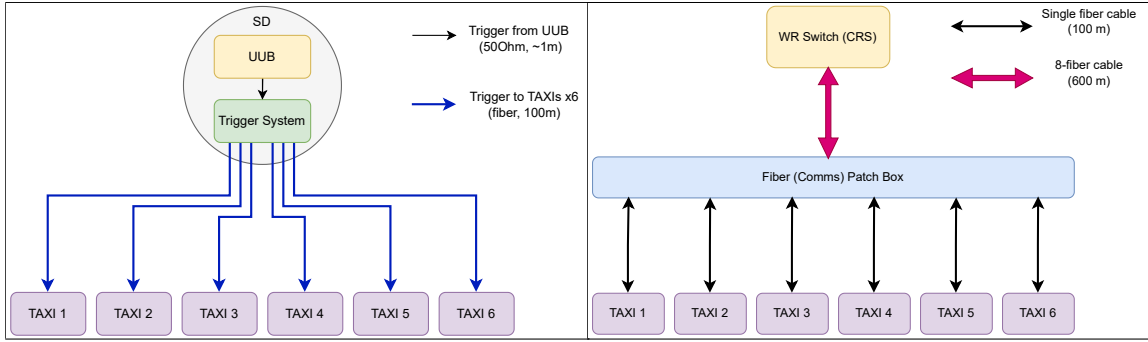 SD
UUB
Trigger System
Trigger from UUB
(50Ohm, ~1m)
Trigger to TAXIs x6
(fiber, 100m)
TAXI 1
TAXI 2
TAXI 3
TAXI 4
TAXI 5
TAXI 6
WR Switch (CRS)
Single fiber cable
(100 m)
8-fiber cable
(600 m)
Fiber (Comms) Patch Box
TAXI 1
TAXI 2
TAXI 3
TAXI 4
TAXI 5
TAXI 6